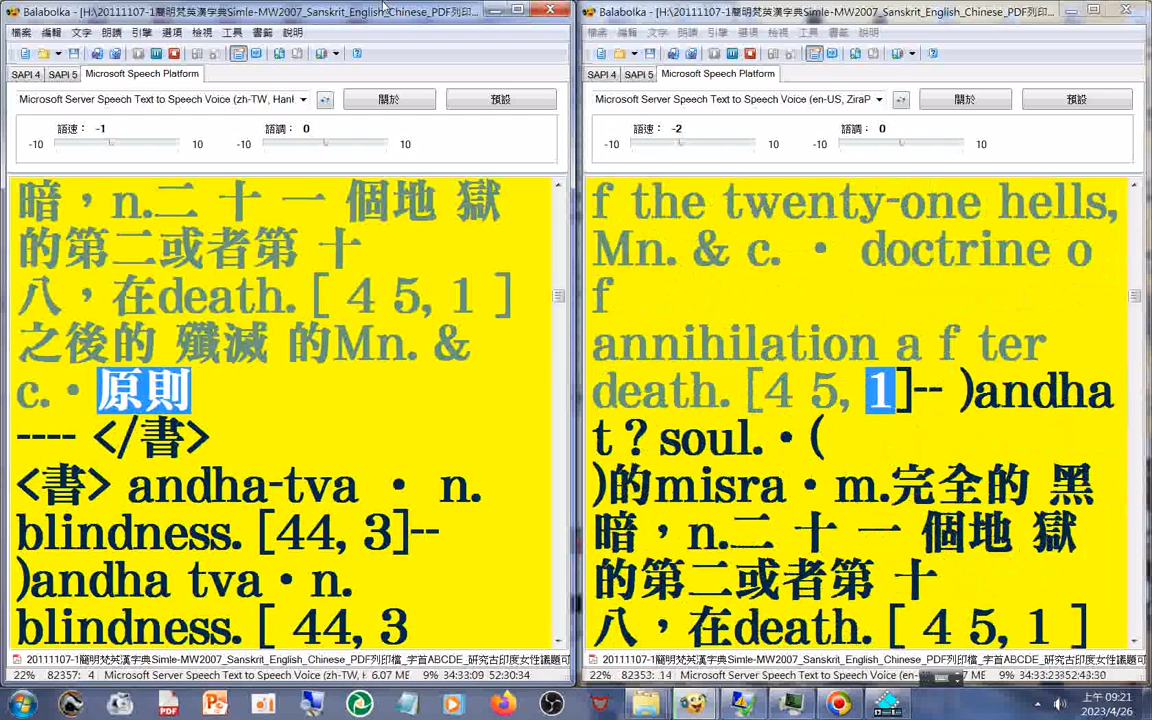 Balabolka - [H:\20111107-1簡明梵英漢字典Simle-MW2007_Sanskrit_English_Chinese_PDF列印...
檔案 編輯 文字 朗讀 引擎 選項 檢視 工具 書籤 說明
SAPI 4 SAPI 5 Microsoft Speech Platform
Microsoft Server Speech Text to Speech Voice (zh-TW, Hanl 關於 預設
語速： -1 語調： 0
-10 10 -10 10
暗，n.二 十 一 個地 獄
的第二或者第 十
八，在death. [ 4 5, 1 ]
之後的 殲滅 的Mn. &
c.•原則
---- </書>
<書> andha-tva • n.
blindness. [44, 3]--
)andha tva•n.
blindness. [ 44, 3
20111107-1簡明梵英漢字典Simle-MW2007_Sanskrit_English_Chinese_PDF列印檔_字首ABCDE_研究古印度女性議題可
22% 82357: 4 Microsoft Server Speech Text to Speech Voice (zh-TW, H 6.07 ME 9% 34:33:09 52:30:34
Balabolka - [H:\20111107-1簡明梵英漢字典Simle-MW2007_Sanskrit_English_Chinese_PDF列印...
檔案 編輯 文字 朗讀 引擎 選項 檢視 工具 書籤 說明
SAPI 4 SAPI 5 Microsoft Speech Platform
Microsoft Server Speech Text to Speech Voice (en-US, ZiraP 關於 預設
語速： -2 語調： 0
-10 10 -10 10
f the twenty-one hells,
Mn. & c. • doctrine o
f
annihilation a f ter
death. [4 5, 1]-- )andha
t？soul.•(
)的misra•m.完全的 黑
暗，n.二 十 一 個地 獄
的第二或者第 十
八，在death. [ 4 5, 1 ]
20111107-1簡明梵英漢字典Simle-MW2007_Sanskrit_English_Chinese_PDF列印檔_字首ABCDE_研究古印度女性議題可
22% 82353: 14 Microsoft Server Speech Text to Speech Voice 9% 34:33:23 52:43:30
上午 09:21
2023/4/26